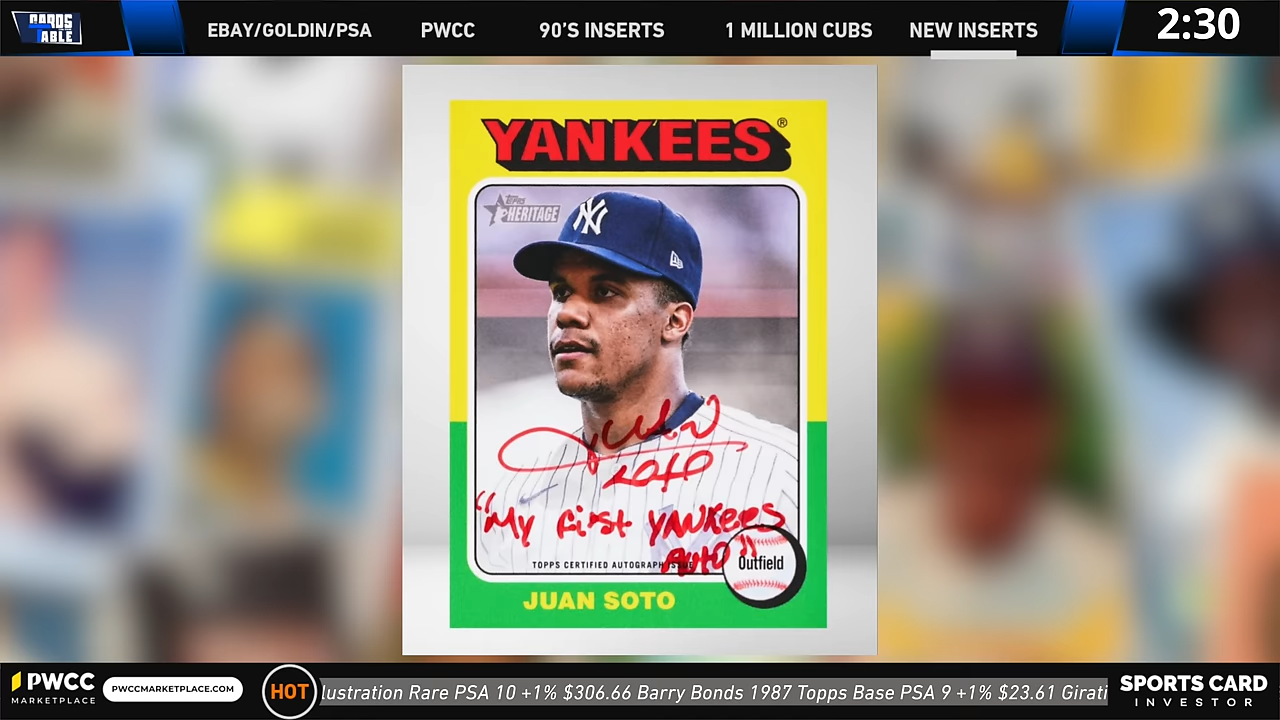 CARDS
TABLE
EBAY/GOLDIN/PSA
PWCC
90'S INSERTS
1 MILLION CUBS
NEW INSERTS
2:30
YANKEES®
Topps
HERITAGE
NY
"My first YANKEES
AUTO"
TOPPS CERTIFIED AUTOGRAPH ISSUE
Outfield
JUAN SOTO
PWCC
MARKETPLACE
PWCCMARKETPLACE.COM
HOT
lustration Rare PSA 10 +1% $306.66 Barry Bonds 1987 Topps Base PSA 9 +1% $23.61 Girati
SPORTS CARD
INVESTOR